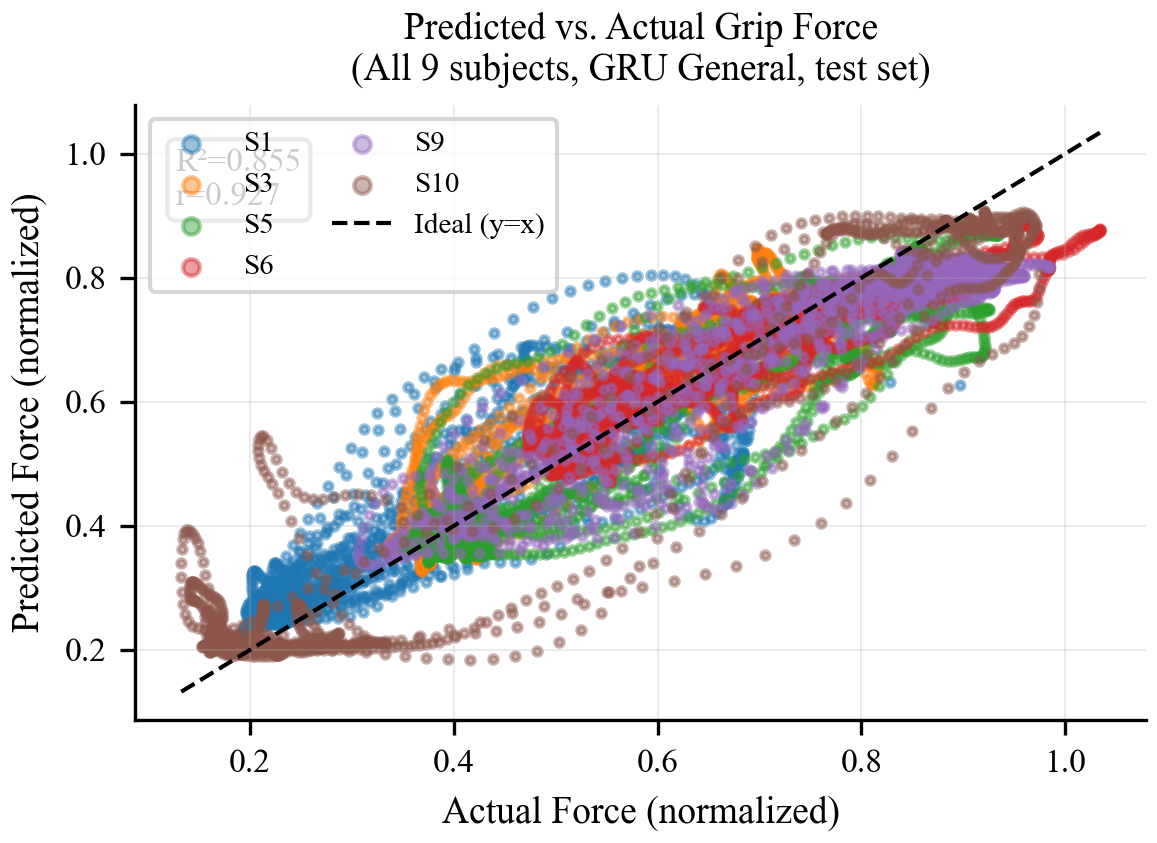 Predicted vs. Actual Grip Force
(All 9 subjects, GRU General, test set)
Predicted Force (normalized)
1.0
0.8
0.6
0.4
0.2
R²=0.855
r=0.927
S1
S3
S5
S6
S9
S10
Ideal (y=x)
0.2
0.4
0.6
0.8
1.0
Actual Force (normalized)